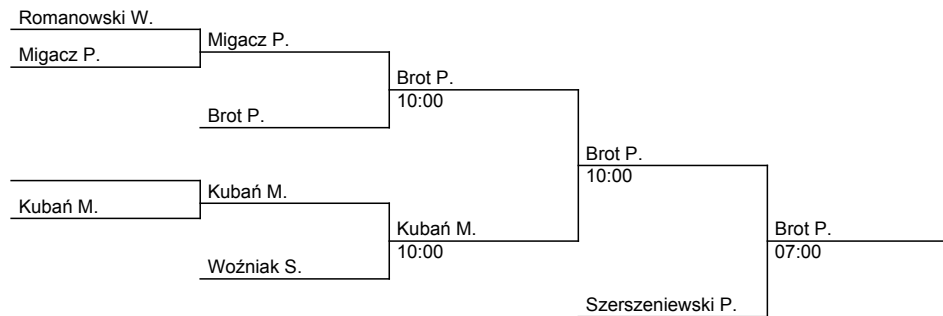 Romanowski W.
Migacz P.
Migacz P.
Brot P.
10:00
Brot P.
Brot P.
10:00
Kubań M.
Kubań M.
Kubań M.
10:00
Woźniak S.
Brot P.
07:00
Szerszeniewski P.